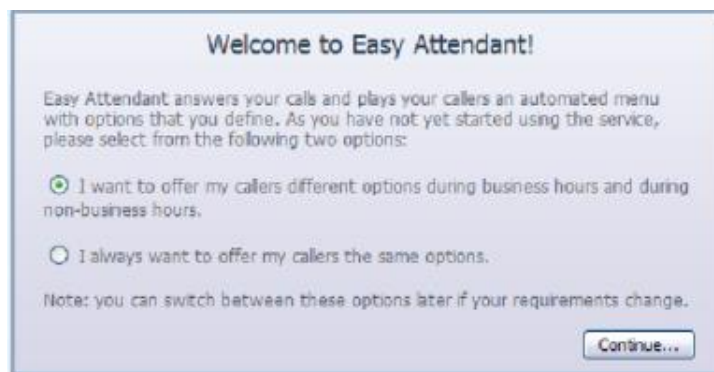 Welcome to Easy Attendant!
Easy Attendant answers your calls and plays your callers an automated menu
with options that you define. As you have not yet started using the service,
please select from the following two options:
I want to offer my callers different options during business hours and during
non-business hours.
I always want to offer my callers the same options.
Note: you can switch between these options later if your requirements change.
Continue...